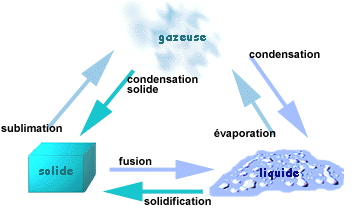 gazeuse
condensation
condensation
solide
sublimation
évaporation
fusion
solide
liquide
solidification